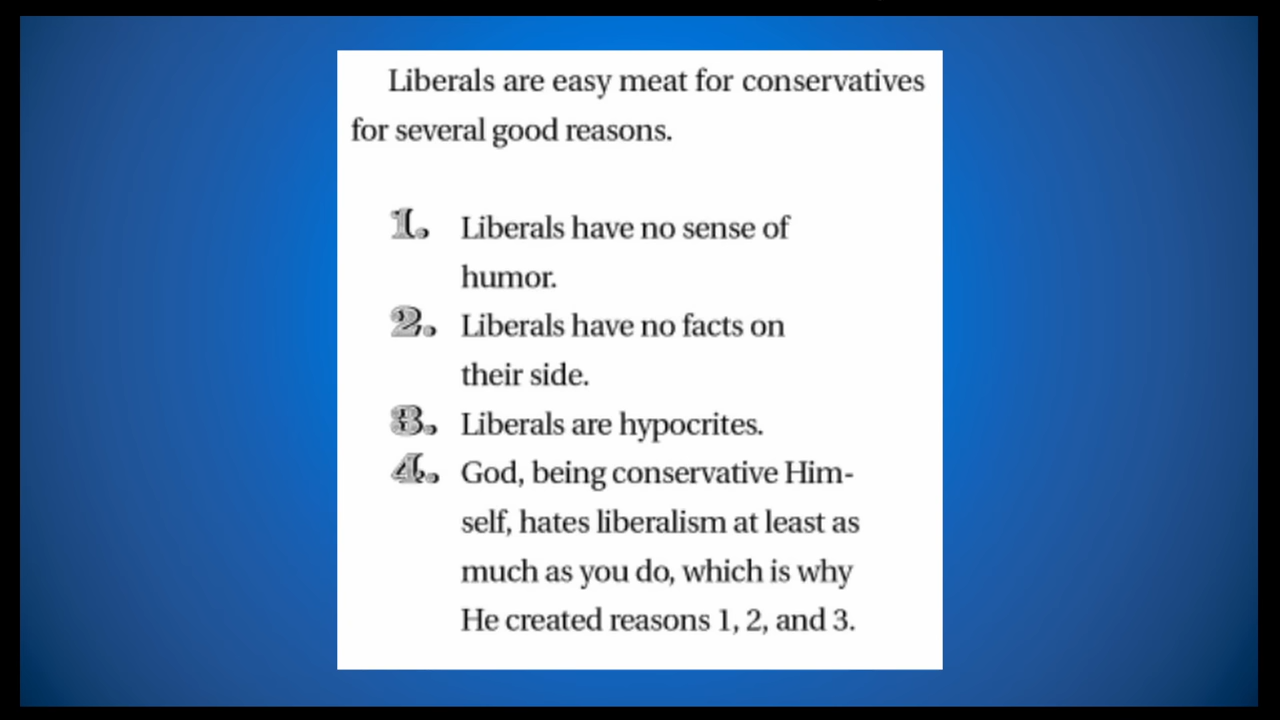 Liberals are easy meat for conservatives
for several good reasons.
1. Liberals have no sense of
humor.
2. Liberals have no facts on
their side.
3. Liberals are hypocrites.
4. God, being conservative Him-
self, hates liberalism at least as
much as you do, which is why
He created reasons 1, 2, and 3.